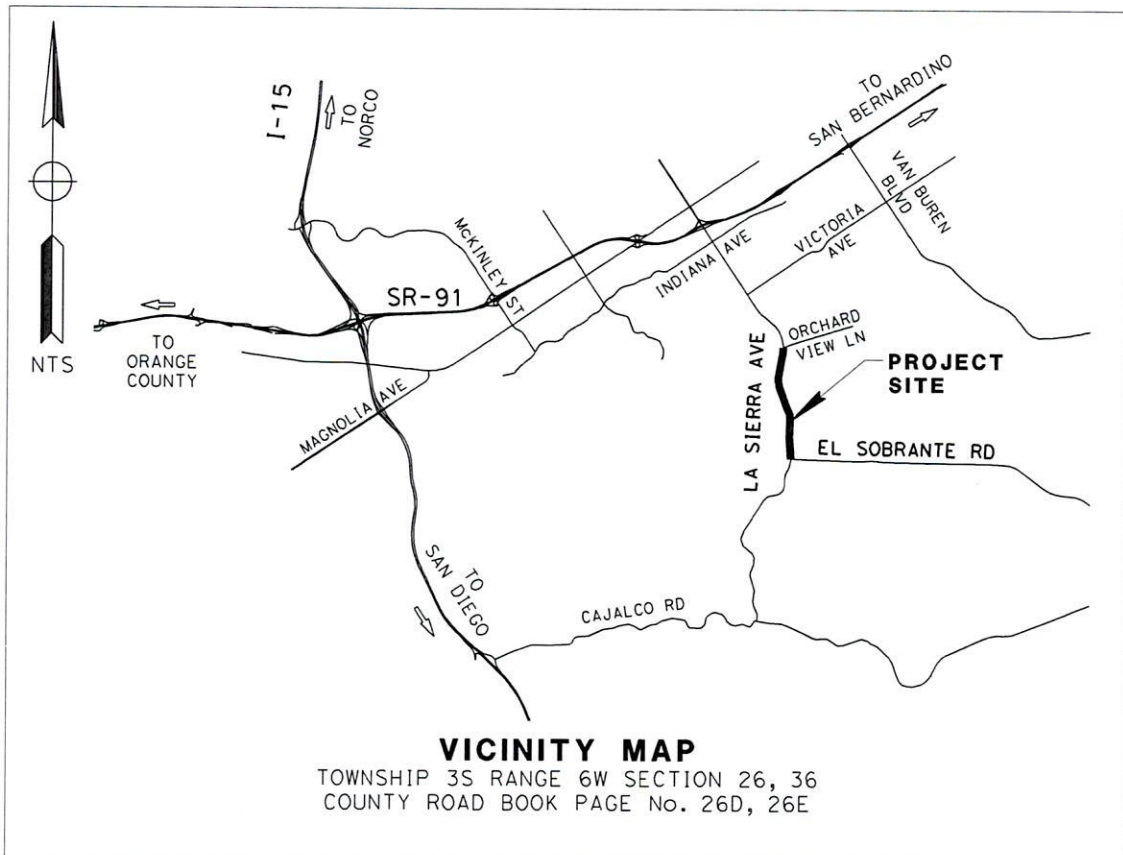 I-15
TO
NORCO
TO
SAN BERNARDINO
VAN BUREN
BLVD
VICTORIA
AVE
McKINLEY ST
INDIANA AVE
SR-91
TO
ORANGE
COUNTY
NTS
ORCHARD
VIEW LN
PROJECT
SITE
LA SIERRA AVE
MAGNOLIA AVE
EL SOBRANTE RD
TO
SAN DIEGO
CAJALCO RD
VICINITY MAP
TOWNSHIP 3S RANGE 6W SECTION 26, 36
COUNTY ROAD BOOK PAGE No. 26D, 26E